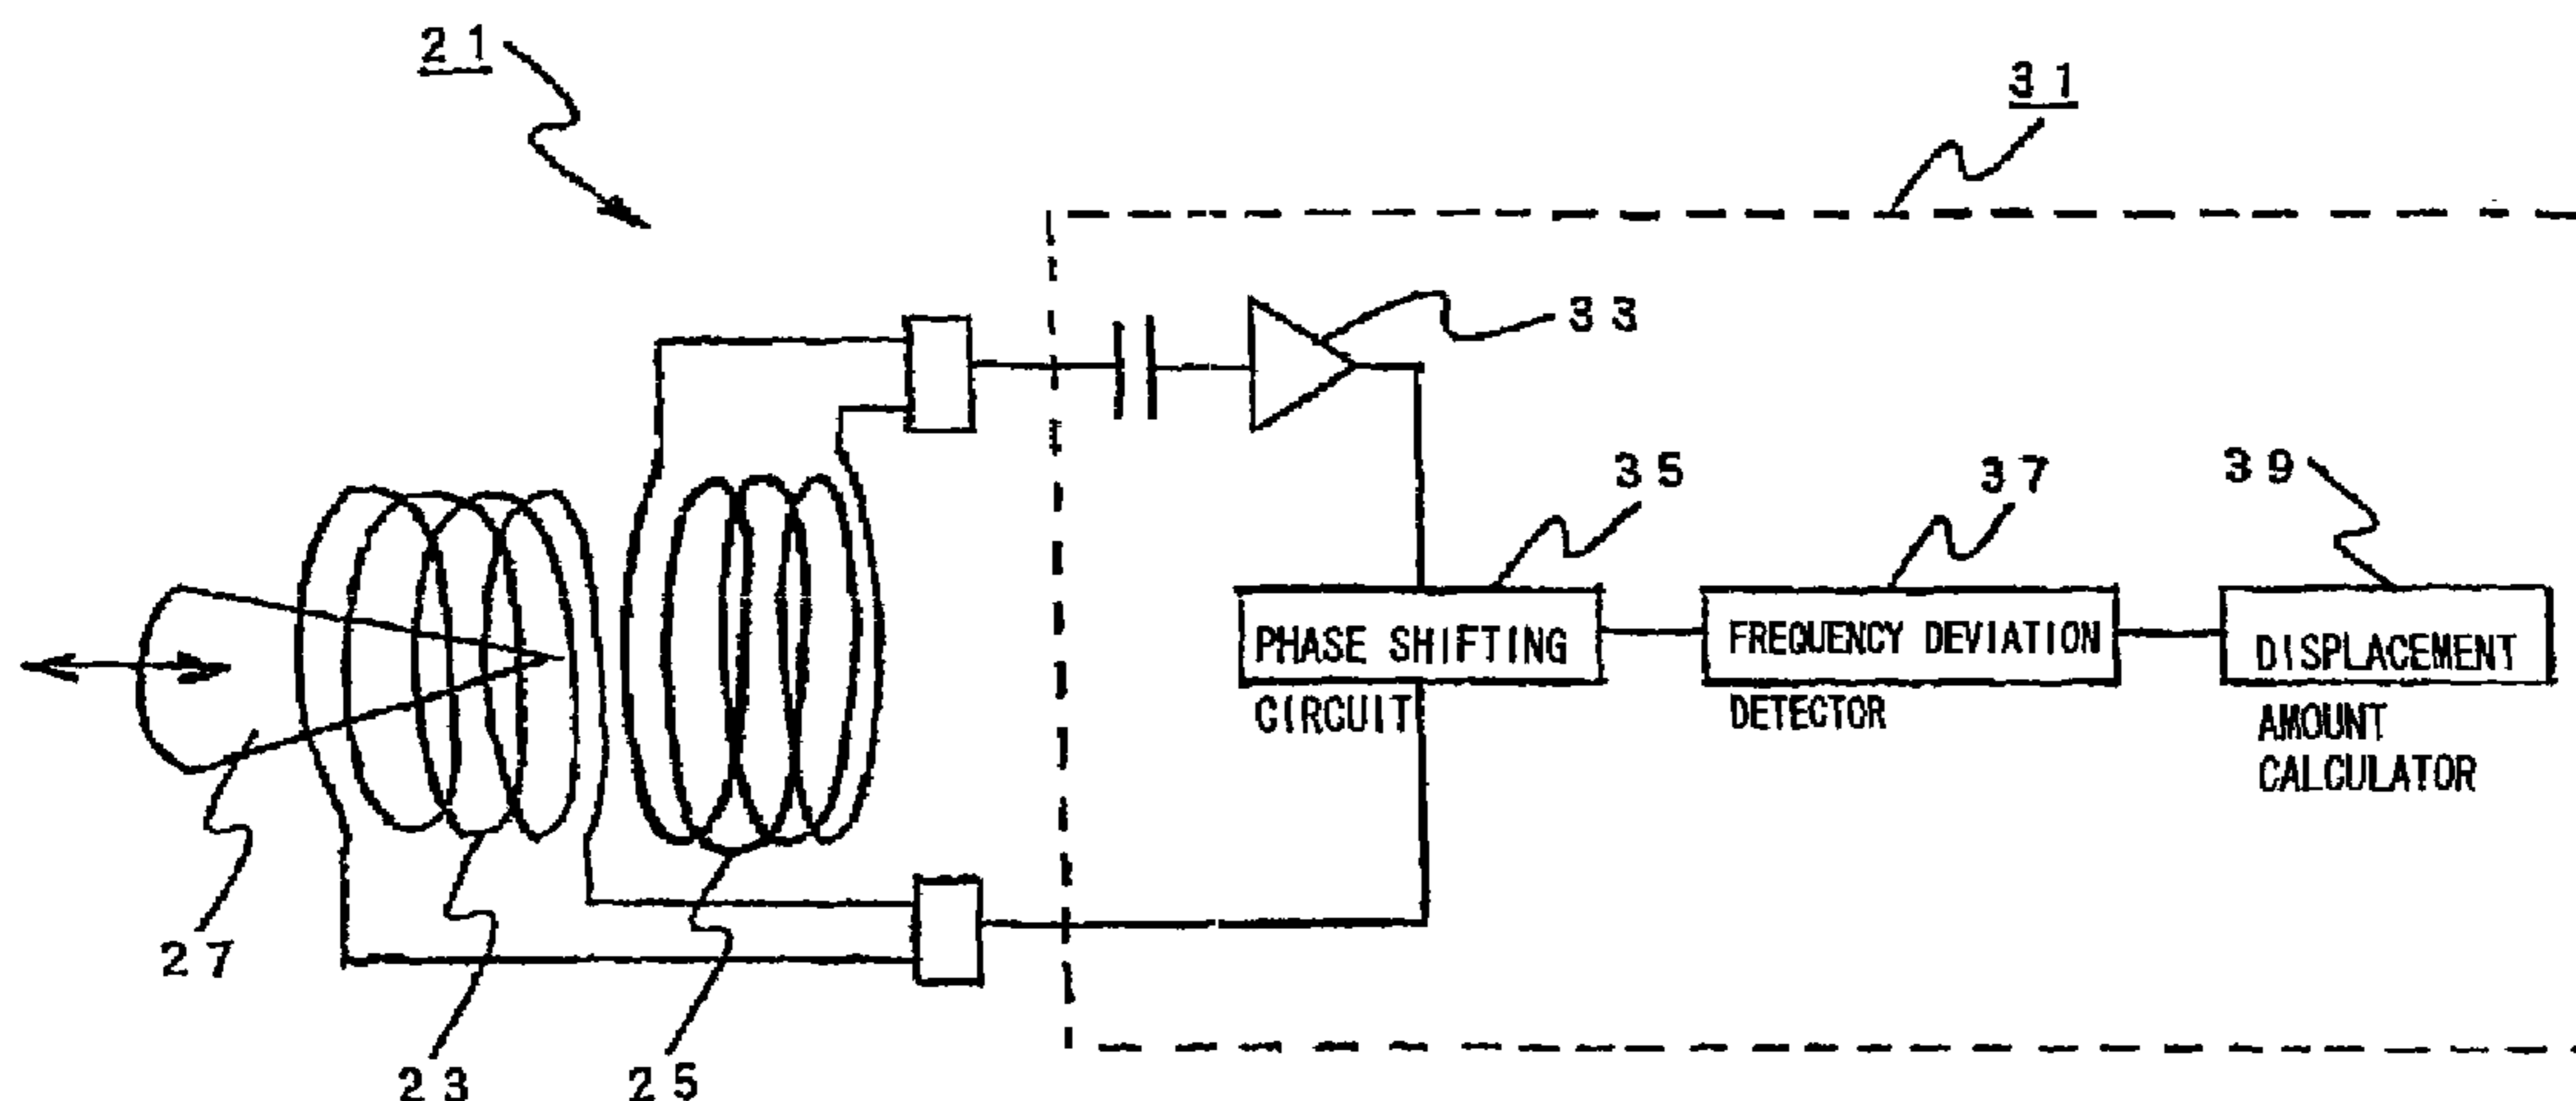 21
31
33
35
37
39
PHASE SHIFTING
CIRCUIT
FREQUENCY DEVIATION
DETECTOR
DISPLACEMENT
AMOUNT
CALCULATOR
27
23
25